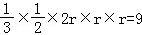 1/3 × 1/2 ×2r×r×r=9